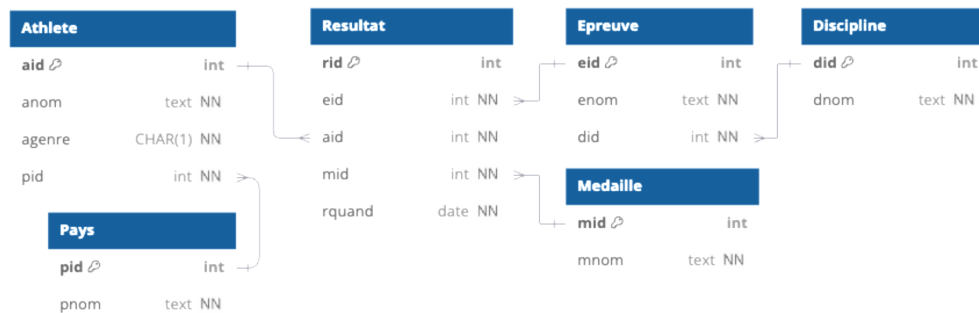 Athlete
aid int
anom text NN
agenre CHAR(1) NN
pid int NN
Pays
pid int
pnom text NN
Resultat
rid int
eid int NN
aid int NN
mid int NN
rquand date NN
Epreuve
eid int
enom text NN
did int NN
Medaille
mid int
mnom text NN
Discipline
did int
dnom text NN